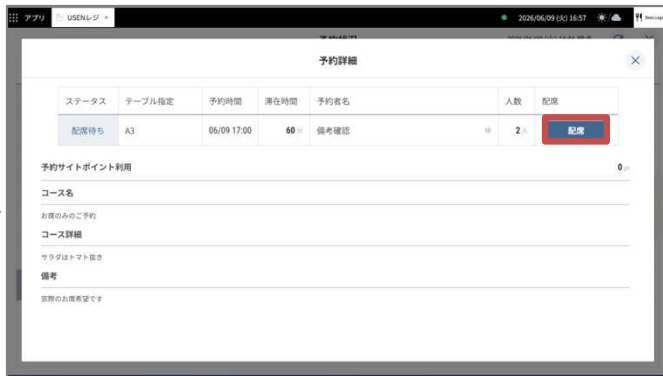 アプリ USENレジ × 2026/06/09 (火) 16:57
予約詳細 ×
ステータス テーブル指定 予約時間 滞在時間 予約者名 人数 配席
配席待ち A3 06/09 17:00 60分 備考確認 様 2人 配席
予約サイトポイント利用 0
コース名
お席のみのご予約
コース詳細
サラダはトマト抜き
備考
窓際のお席希望です